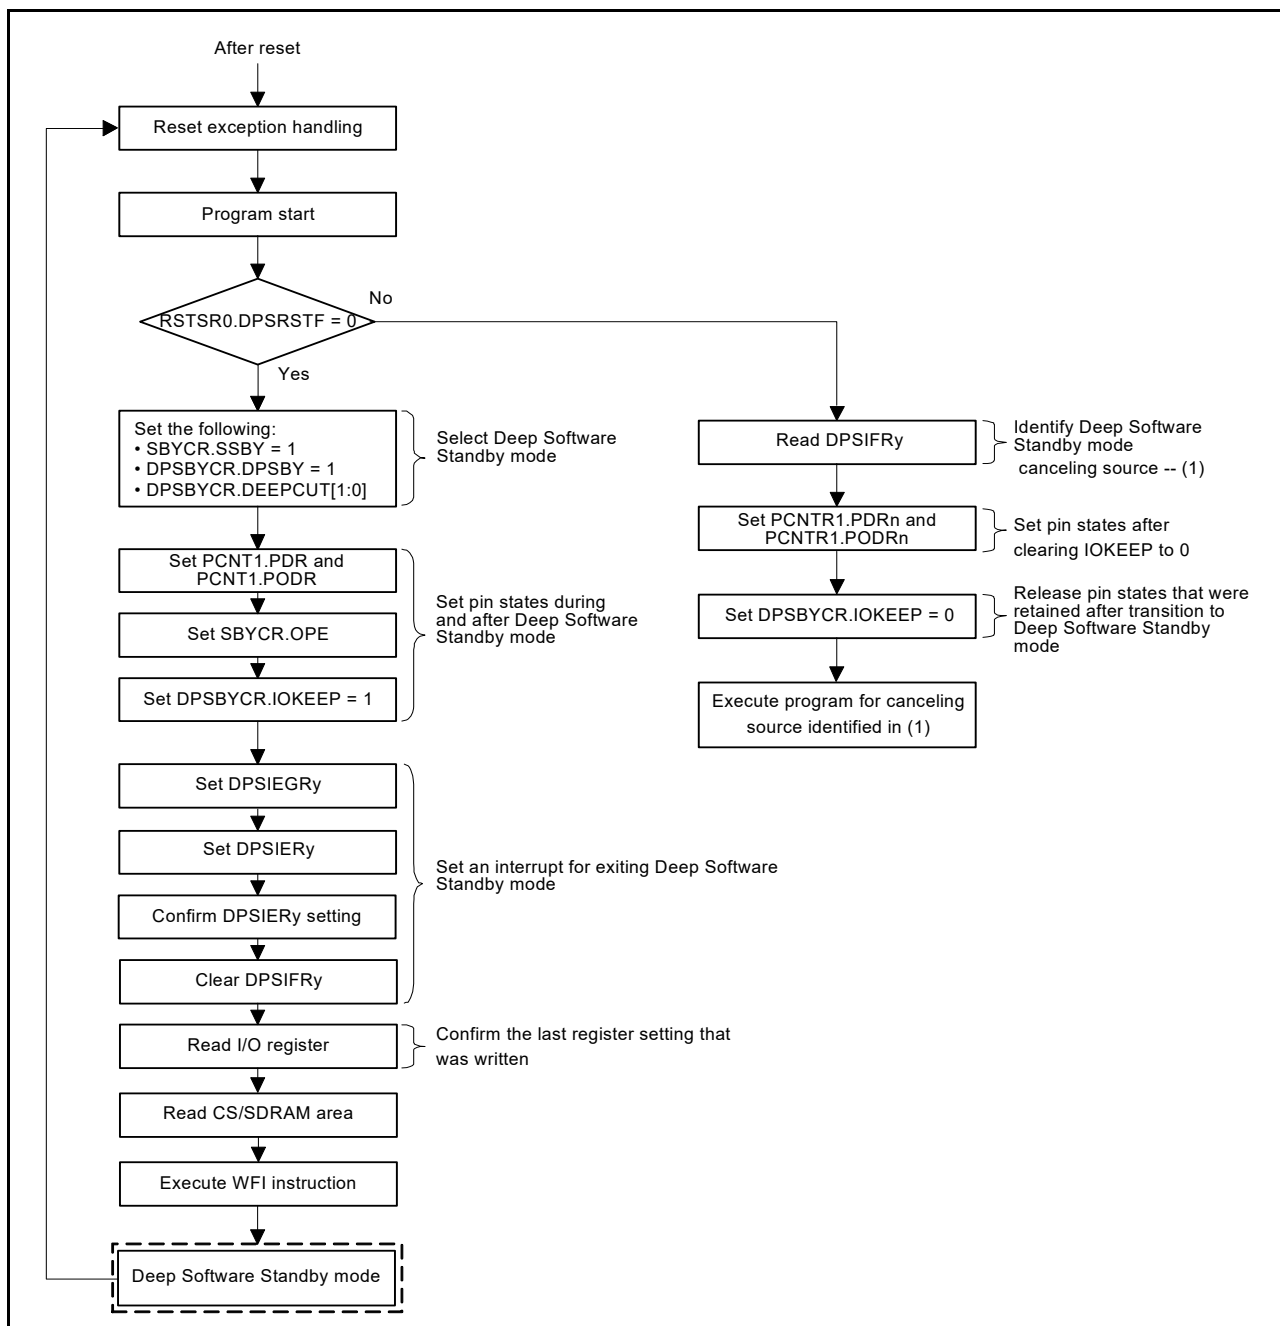 After reset
Reset exception handling
Program start
RSTSR0.DPSRSTF = 0
No
Yes
Set the following:
• SBYCR.SSBY = 1
• DPSBYCR.DPSBY = 1
• DPSBYCR.DEEPCUT[1:0]
Select Deep Software
Standby mode
Set PCNT1.PDR and
PCNT1.PODR
Set SBYCR.OPE
Set DPSBYCR.IOKEEP = 1
Set pin states during
and after Deep Software
Standby mode
Set DPSIEGRy
Set DPSIERy
Confirm DPSIERy setting
Clear DPSIFRy
Set an interrupt for exiting Deep Software
Standby mode
Read I/O register
Confirm the last register setting that
was written
Read CS/SDRAM area
Execute WFI instruction
Deep Software Standby mode
Read DPSIFRy
Identify Deep Software
Standby mode
canceling source -- (1)
Set PCNTR1.PDRn and
PCNTR1.PODRn
Set pin states after
clearing IOKEEP to 0
Set DPSBYCR.IOKEEP = 0
Release pin states that were
retained after transition to
Deep Software Standby
mode
Execute program for canceling
source identified in (1)